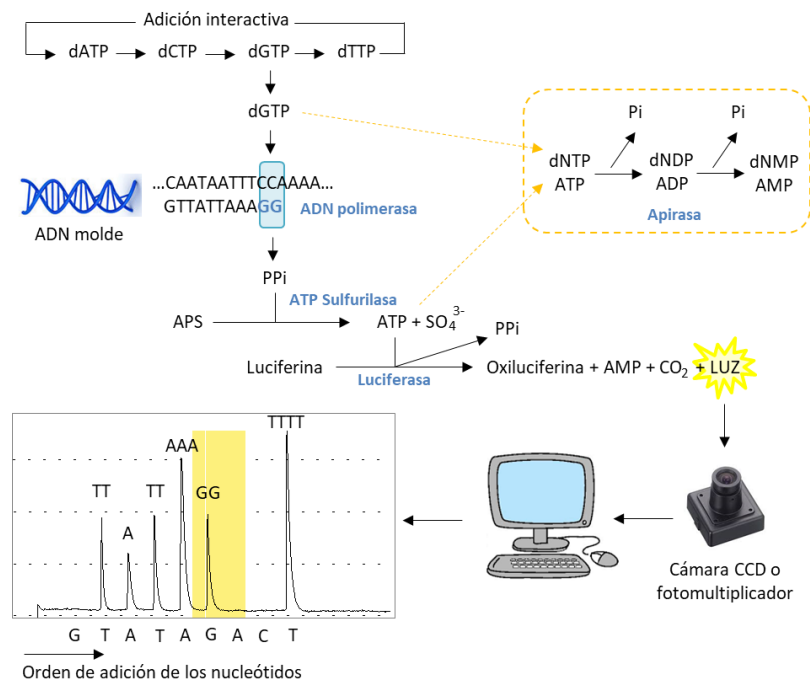 Adición interactiva
dATP dCTP dGTP dTTP
dGTP
Pi Pi
dNTP dNDP dNMP
ATP ADP AMP
Apirasa
...CAATAATTTCCAAAA...
GTTATTAAAGG ADN polimerasa
ADN molde
PPi
ATP Sulfurilasa
APS ATP + SO₄³⁻
PPi
Luciferina Oxiluciferina + AMP + CO₂ + LUZ
Luciferasa
TTTT
AAA
TT TT GG
A
Cámara CCD o
fotomultiplicador
G T A T A G A C T
Orden de adición de los nucleótidos